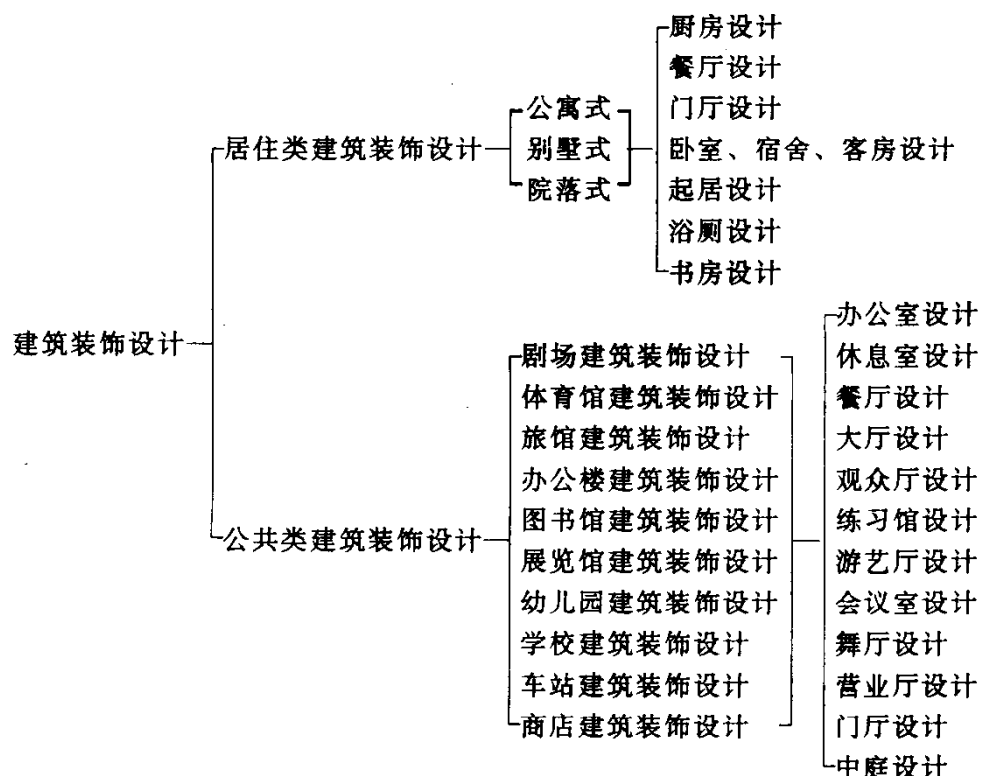 建筑装饰设计
居住类建筑装饰设计
公寓式
别墅式
院落式
厨房设计
餐厅设计
门厅设计
卧室、宿舍、客房设计
起居设计
浴厕设计
书房设计
公共类建筑装饰设计
剧场建筑装饰设计
体育馆建筑装饰设计
旅馆建筑装饰设计
办公楼建筑装饰设计
图书馆建筑装饰设计
展览馆建筑装饰设计
幼儿园建筑装饰设计
学校建筑装饰设计
车站建筑装饰设计
商店建筑装饰设计
办公室设计
休息室设计
餐厅设计
大厅设计
观众厅设计
练习馆设计
游艺厅设计
会议室设计
舞厅设计
营业厅设计
门厅设计
中庭设计